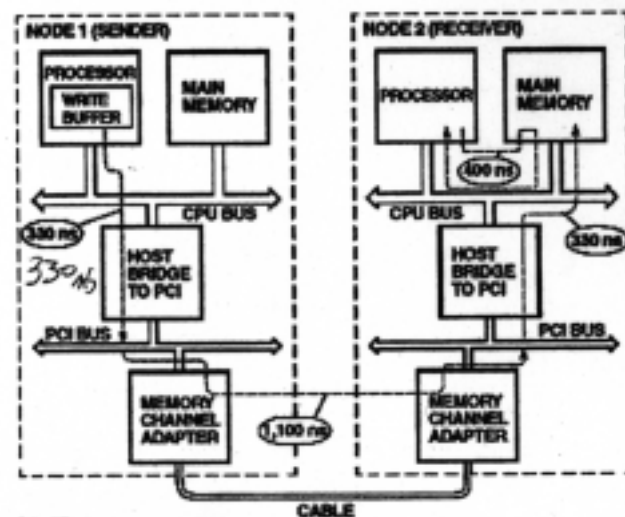 NODE 1 (SENDER)
PROCESSOR
WRITE
BUFFER
MAIN
MEMORY
CPU BUS
330 ns
330 ns
HOST
BRIDGE
TO PCI
PCI BUS
MEMORY
CHANNEL
ADAPTER
1,100 ns
CABLE
NODE 2 (RECEIVER)
PROCESSOR
MAIN
MEMORY
400 ns
CPU BUS
330 ns
HOST
BRIDGE
TO PCI
PCI BUS
MEMORY
CHANNEL
ADAPTER